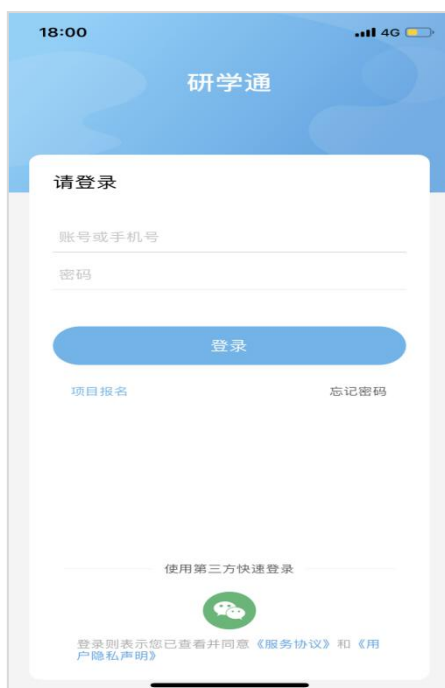 18:00
4G
研学通
请登录
账号或手机号
密码
登录
项目报名
忘记密码
使用第三方快速登录
登录则表示您已查看并同意《服务协议》和《用
户隐私声明》